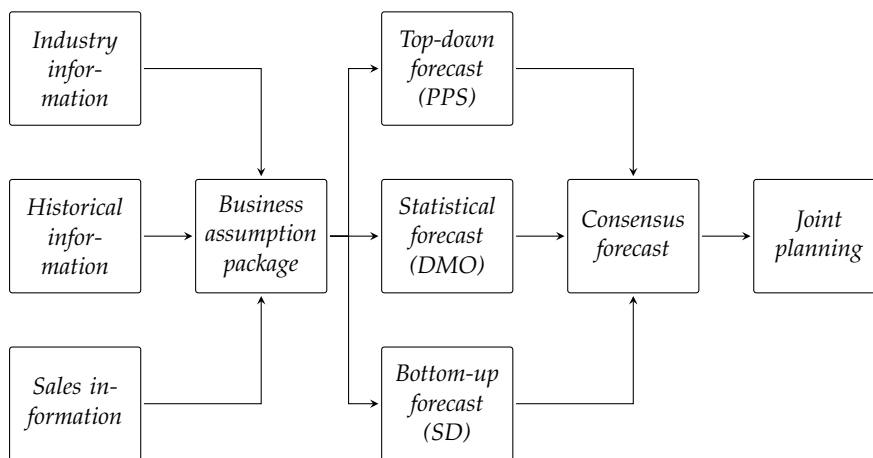 Industry
infor-
mation
Historical
infor-
mation
Sales in-
formation
Business
assumption
package
Top-down
forecast
(PPS)
Statistical
forecast
(DMO)
Bottom-up
forecast
(SD)
Consensus
forecast
Joint
planning